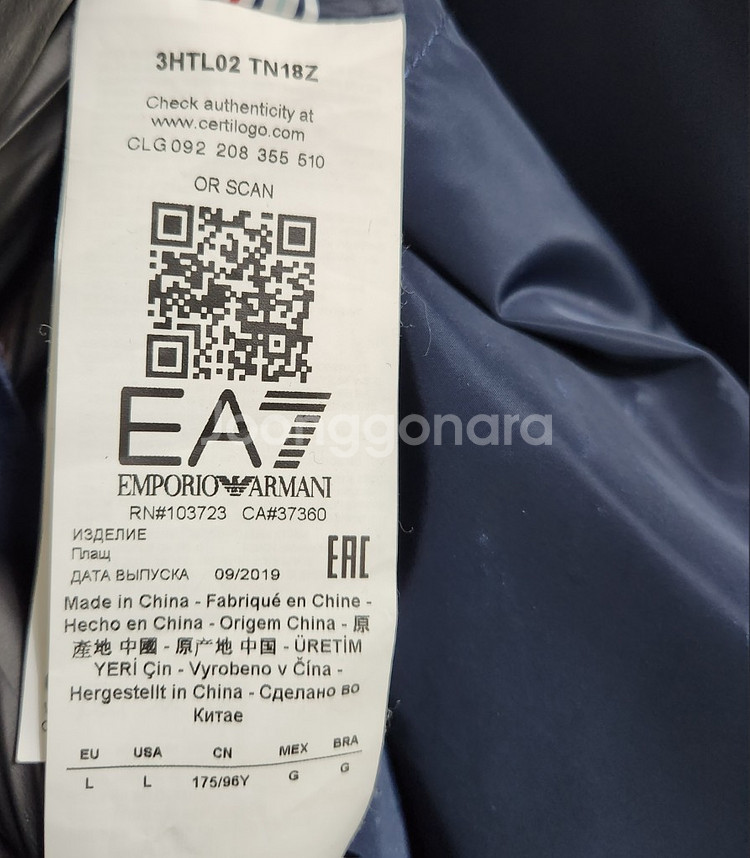 3HTL02 TN18Z
Check authenticity at
www.certilogo.com
CLG 092 208 355 510
OR SCAN
EA7
Joonggonara
EMPORIO ARMANI
RN#103723 CA#37360
ИЗДЕЛИЕ
Плащ
ДАТА ВЫПУСКА 09/2019
EAC
Made in China - Fabriqué en Chine -
Hecho en China - Origem China - 原
產地 中國 - 原产地 中国 - ÜRETİM
YERİ Çin - Vyrobeno v Čína -
Hergestellt in China - Сделано во
Китае
EU USA CN MEX BRA
L L 175/96Y G G